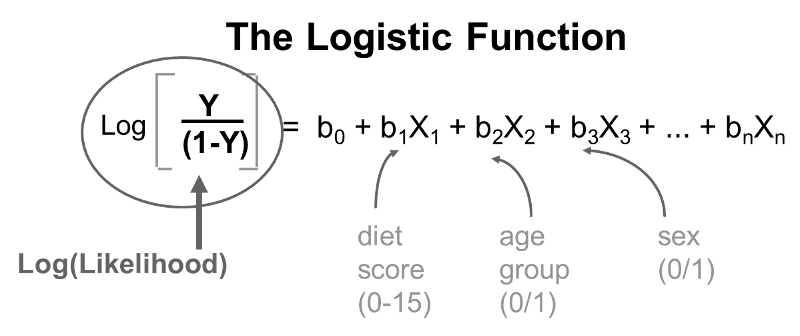 The Logistic Function
Log [ Y / (1-Y) ] = b₀ + b₁X₁ + b₂X₂ + b₃X₃ + ... + bₙXₙ
Log(Likelihood)
diet
score
(0-15)
age
group
(0/1)
sex
(0/1)